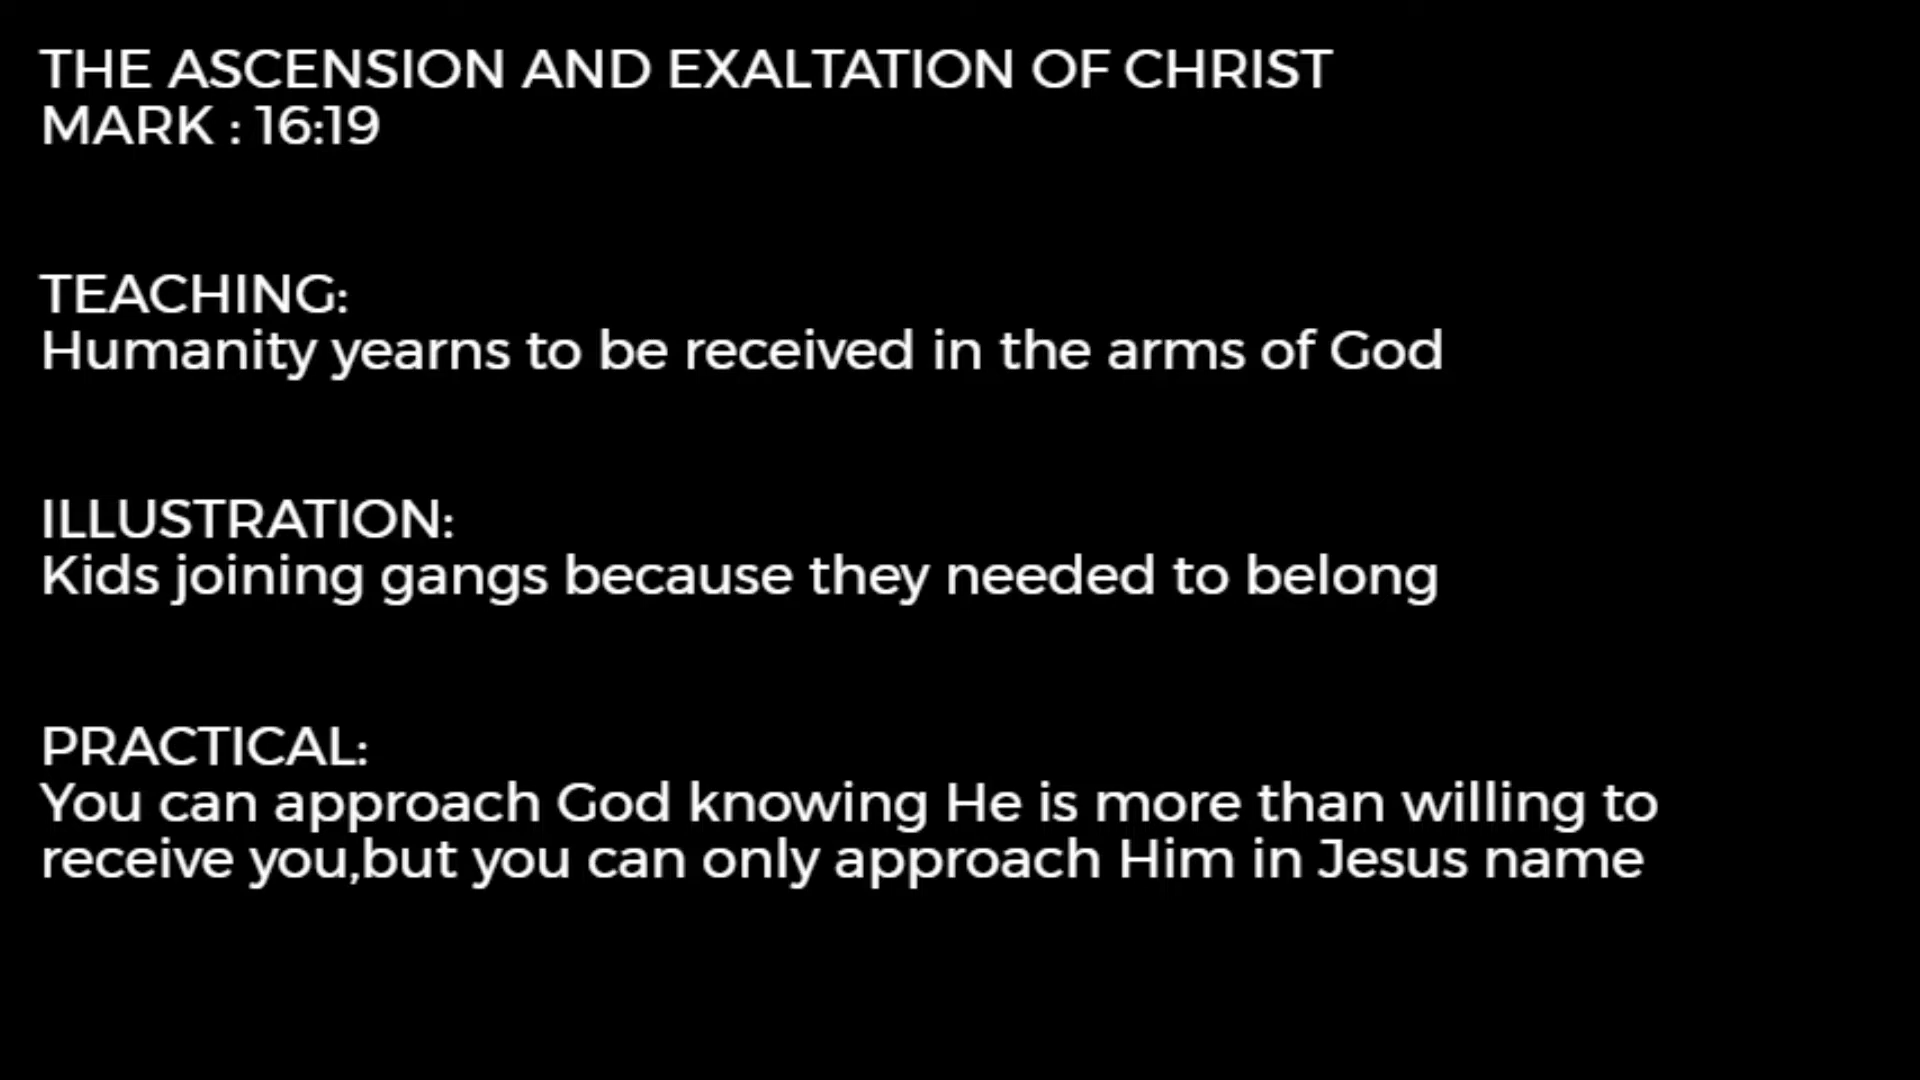 THE ASCENSION AND EXALTATION OF CHRIST
MARK : 16:19
TEACHING:
Humanity yearns to be received in the arms of God
ILLUSTRATION:
Kids joining gangs because they needed to belong
PRACTICAL:
You can approach God knowing He is more than willing to
receive you,but you can only approach Him in Jesus name